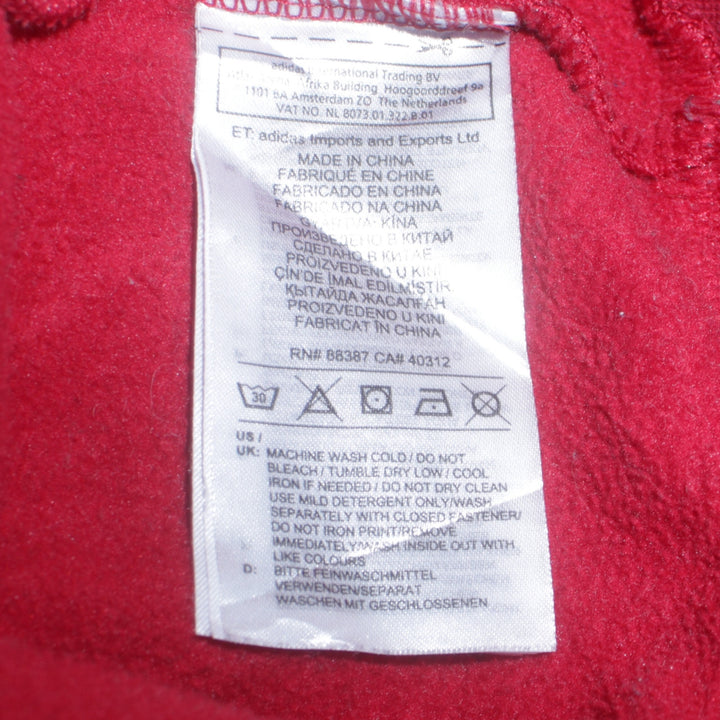 adidas International Trading BV
Afrika Building, Hoogoorddreef 9a
1101 BA Amsterdam ZO The Netherlands
VAT NO. NL 8073.01.322.B.01
ET: adidas Imports and Exports Ltd
MADE IN CHINA
FABRIQUÉ EN CHINE
FABRICADO EN CHINA
FABRICADO NA CHINA
KÍNA
ПРОИЗВЕДЕНО В КИТАЙ
СДЕЛАНО В КИТАЕ
PROIZVEDENO U KINI
ÇİN'DE İMAL EDİLMİŞTİR
ҚЫТАЙДА ЖАСАЛҒАН
PROIZVEDENO U KINI
FABRICAT ÎN CHINA
RN# 88387 CA# 40312
30
US /
UK: MACHINE WASH COLD / DO NOT
BLEACH / TUMBLE DRY LOW / COOL
IRON IF NEEDED / DO NOT DRY CLEAN
USE MILD DETERGENT ONLY/WASH
SEPARATELY WITH CLOSED FASTENER/
DO NOT IRON PRINT/REMOVE
IMMEDIATELY/WASH INSIDE OUT WITH
LIKE COLOURS
D: BITTE FEINWASCHMITTEL
VERWENDEN/SEPARAT
WASCHEN MIT GESCHLOSSENEN